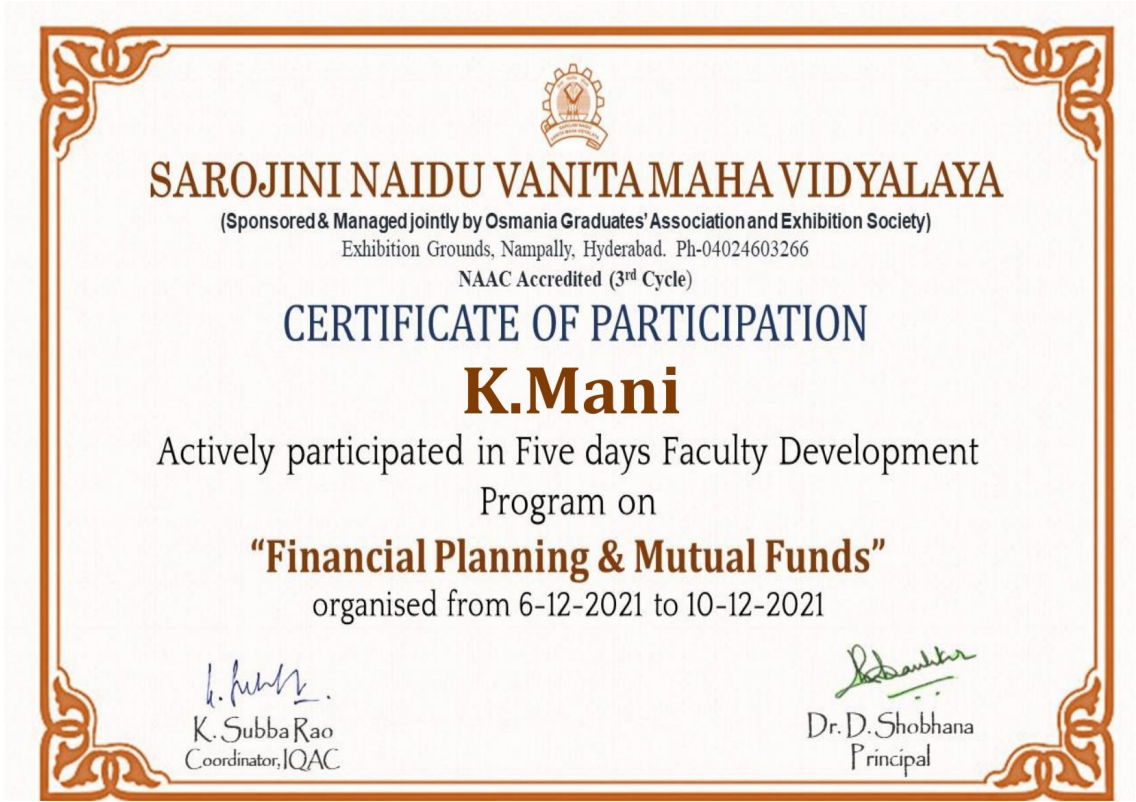 SAROJINI NAIDU VANITA MAHA VIDYALAYA
(Sponsored & Managed jointly by Osmania Graduates' Association and Exhibition Society)
Exhibition Grounds, Nampally, Hyderabad. Ph-04024603266
NAAC Accredited (3rd Cycle)
CERTIFICATE OF PARTICIPATION
K.Mani
Actively participated in Five days Faculty Development
Program on
“Financial Planning & Mutual Funds”
organised from 6-12-2021 to 10-12-2021
K. Subba Rao
Coordinator, IQAC
Dr. D. Shobhana
Principal